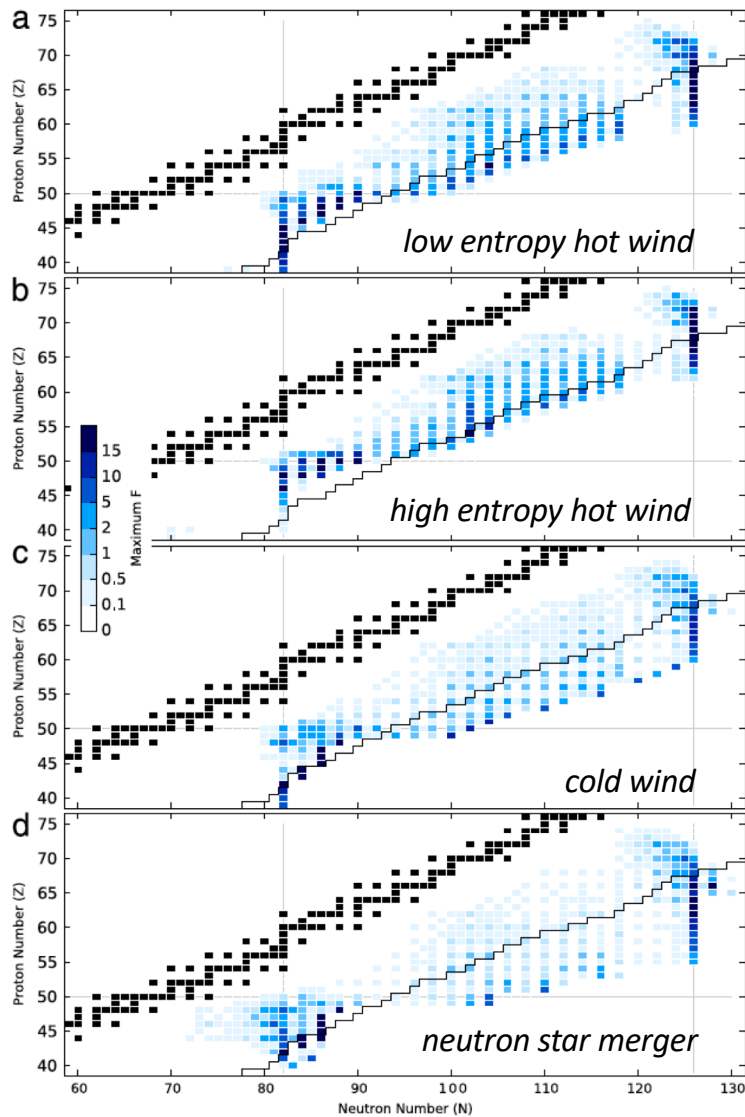 a
75
70
65
60
55
50
45
40
Proton Number (Z)
low entropy hot wind
b
75
70
65
60
55
50
45
40
Proton Number (Z)
15
10
5
2
1
0.5
0.1
0
Maximum F
high entropy hot wind
c
75
70
65
60
55
50
45
40
Proton Number (Z)
cold wind
d
75
70
65
60
55
50
45
40
Proton Number (Z)
neutron star merger
60 70 80 90 100 110 120 130
Neutron Number (N)